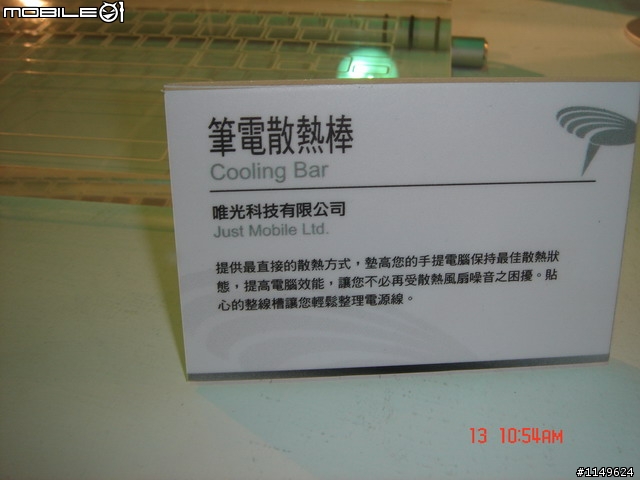 MOBILE01
筆電散熱棒
Cooling Bar
唯光科技有限公司
Just Mobile Ltd.
提供最直接的散熱方式，墊高您的手提電腦保持最佳散熱狀
態，提高電腦效能，讓您不必再受散熱風扇噪音之困擾。貼
心的整線槽讓您輕鬆整理電源線。
13 10:54AM
#1149624